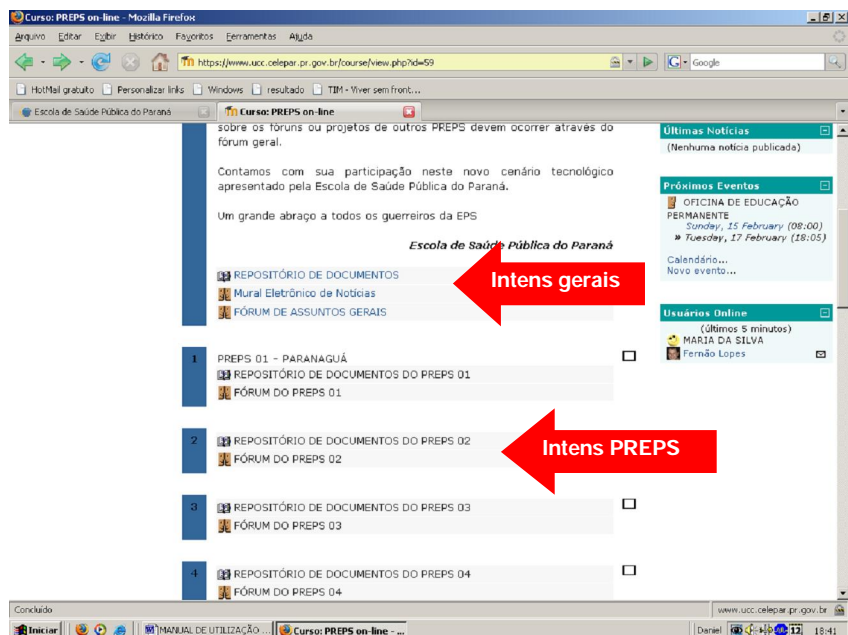 Curso: PREPS on-line - Mozilla Firefox
Arquivo Editar Exibir Histórico Favoritos Ferramentas Ajuda
https://www.ucc.celepar.pr.gov.br/course/view.php?id=59
Google
HotMail gratuito Personalizar links Windows resultado TIM - Viver sem front...
Escola de Saúde Pública do Paraná
Curso: PREPS on-line
sobre os fóruns ou projetos de outros PREPS devem ocorrer através do
fórum geral.
Contamos com sua participação neste novo cenário tecnológico
apresentado pela Escola de Saúde Pública do Paraná.
Um grande abraço a todos os guerreiros da EPS
Escola de Saúde Pública do Paraná
REPOSITÓRIO DE DOCUMENTOS
Mural Eletrônico de Notícias
FÓRUM DE ASSUNTOS GERAIS
Intens gerais
1 PREPS 01 - PARANAGUÁ
REPOSITÓRIO DE DOCUMENTOS DO PREPS 01
FÓRUM DO PREPS 01
2 REPOSITÓRIO DE DOCUMENTOS DO PREPS 02
FÓRUM DO PREPS 02
Intens PREPS
3 REPOSITÓRIO DE DOCUMENTOS DO PREPS 03
FÓRUM DO PREPS 03
4 REPOSITÓRIO DE DOCUMENTOS DO PREPS 04
FÓRUM DO PREPS 04
Últimas Notícias
(Nenhuma notícia publicada)
Próximos Eventos
OFICINA DE EDUCAÇÃO
PERMANENTE
Sunday, 15 February (08:00)
» Tuesday, 17 February (18:05)
Calendário...
Novo evento...
Usuários Online
(últimos 5 minutos)
MARIA DA SILVA
Fernão Lopes
Concluído
www.ucc.celepar.pr.gov.br
Iniciar
MANUAL DE UTILIZAÇÃO ...
Curso: PREPS on-line - ...
Daniel
12
18:41